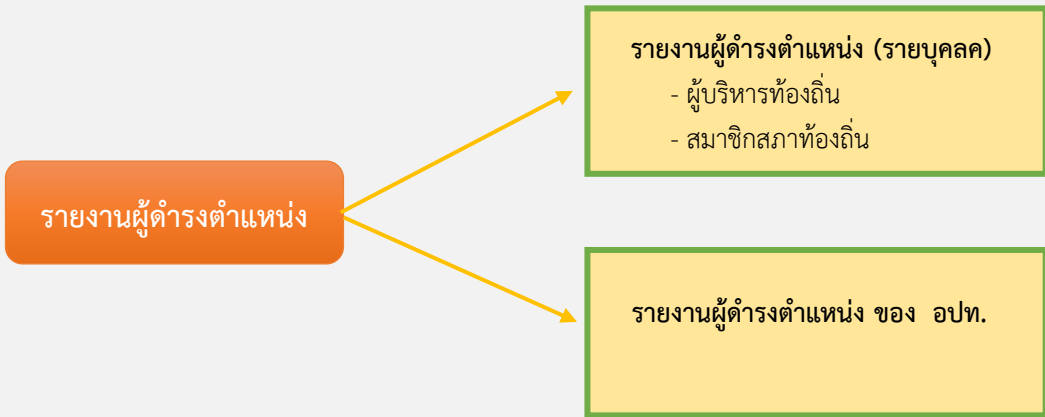 รายงานผู้ดำรงตำแหน่ง (รายบุคลค)
- ผู้บริหารท้องถิ่น
- สมาชิกสภาท้องถิ่น
รายงานผู้ดำรงตำแหน่ง
รายงานผู้ดำรงตำแหน่ง ของ อปท.